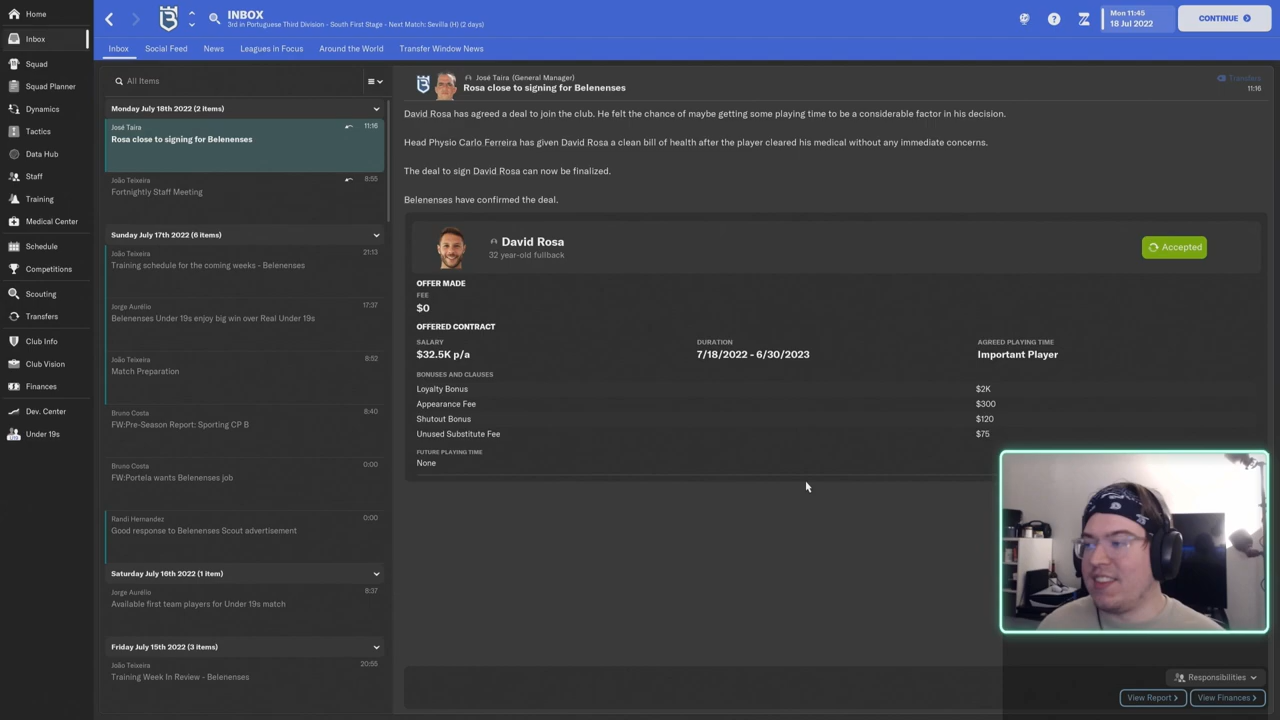 Home
Inbox
Squad
Squad Planner
Dynamics
Tactics
Data Hub
Staff
Training
Medical Center
Schedule
Competitions
Scouting
Transfers
Club Info
Club Vision
Finances
Dev. Center
Under 19s
INBOX
3rd in Portuguese Third Division - South First Stage - Next Match: Sevilla (H) (2 days)
Mon 11:45
18 Jul 2022
CONTINUE
Inbox
Social Feed
News
Leagues in Focus
Around the World
Transfer Window News
All Items
Monday July 18th 2022 (2 items)
José Taira
11:16
Rosa close to signing for Belenenses
João Teixeira
8:55
Fortnightly Staff Meeting
Sunday July 17th 2022 (6 items)
João Teixeira
21:13
Training schedule for the coming weeks - Belenenses
Jorge Aurélio
17:37
Belenenses Under 19s enjoy big win over Real Under 19s
João Teixeira
8:52
Match Preparation
Bruno Costa
8:40
FW:Pre-Season Report: Sporting CP B
Bruno Costa
0:00
FW:Portela wants Belenenses job
Randi Hernandez
0:00
Good response to Belenenses Scout advertisement
Saturday July 16th 2022 (1 item)
Jorge Aurélio
8:37
Available first team players for Under 19s match
Friday July 15th 2022 (3 items)
João Teixeira
20:55
Training Week In Review - Belenenses
José Taira (General Manager)
Rosa close to signing for Belenenses
Transfers
11:16
David Rosa has agreed a deal to join the club. He felt the chance of maybe getting some playing time to be a considerable factor in his decision.
Head Physio Carlo Ferreira has given David Rosa a clean bill of health after the player cleared his medical without any immediate concerns.
The deal to sign David Rosa can now be finalized.
Belenenses have confirmed the deal.
David Rosa
32 year-old fullback
Accepted
OFFER MADE
FEE
$0
OFFERED CONTRACT
SALARY
$32.5K p/a
DURATION
7/18/2022 - 6/30/2023
AGREED PLAYING TIME
Important Player
BONUSES AND CLAUSES
Loyalty Bonus
$2K
Appearance Fee
$300
Shutout Bonus
$120
Unused Substitute Fee
$75
FUTURE PLAYING TIME
None
Responsibilities
View Report
View Finances